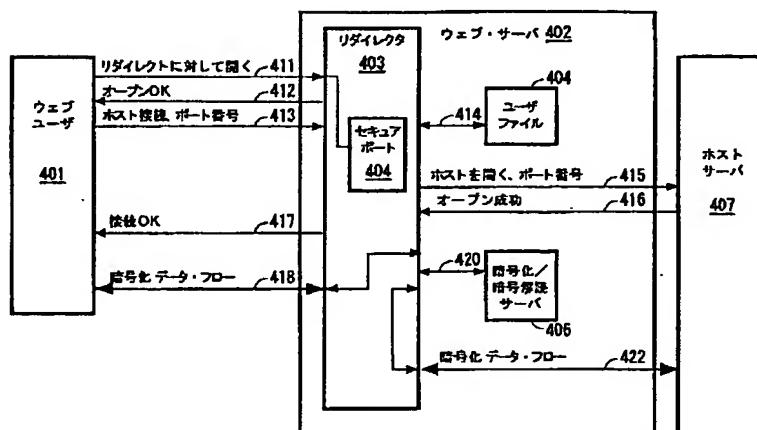 ウェブ・サーバ 402
リダイレクタ
403
リダイレクトに対して開く 411
オープンOK 412
ホスト接続、ポート番号 413
ウェブ
ユーザ
401
セキュア
ポート
404
414
404
ユーザ
ファイル
ホストを開く、ポート番号 415
オープン成功 416
ホスト
サーバ
407
接続OK 417
暗号化 データ・フロー 418
420
暗号化/
暗号解読
サーバ
406
暗号化 データ・フロー 422